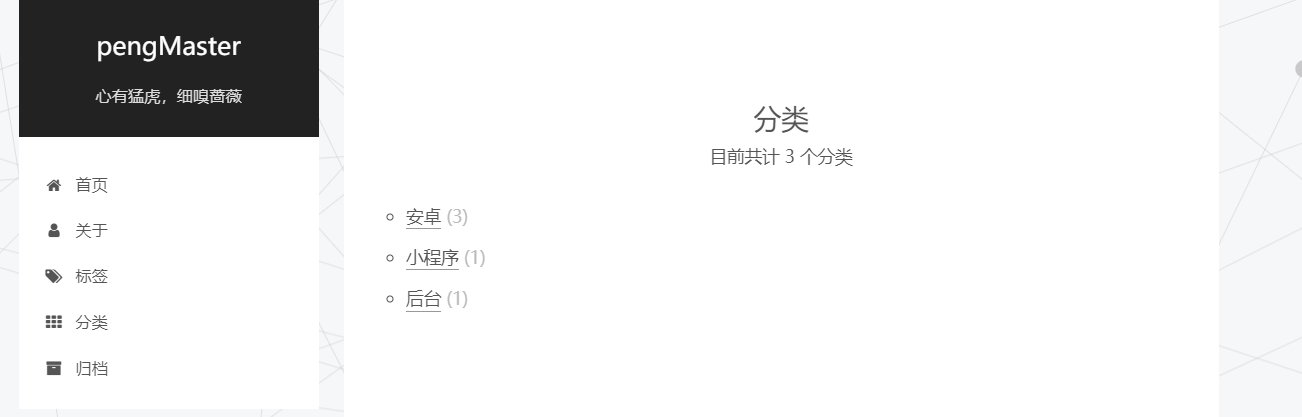 pengMaster
心有猛虎，细嗅蔷薇
首页
关于
标签
分类
归档
分类
目前共计 3 个分类
安卓 (3)
小程序 (1)
后台 (1)